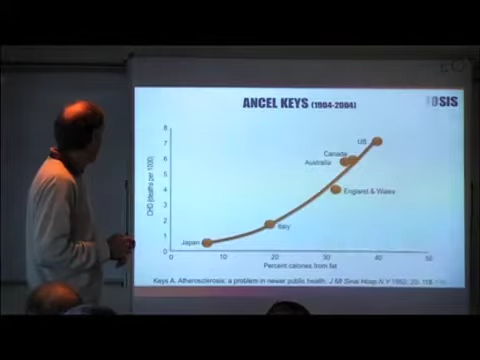 ANCEL KEYS (1904-2004)
OSIS
8
7
6
5
4
3
2
1
0
CHD (deaths per 1000)
US
Canada
Australia
England & Wales
Italy
Japan
0
10
20
30
40
50
Percent calories from fat
Keys A. Atherosclerosis: a problem in newer public health. J Mt Sinai Hosp N Y 1953; 20: 118